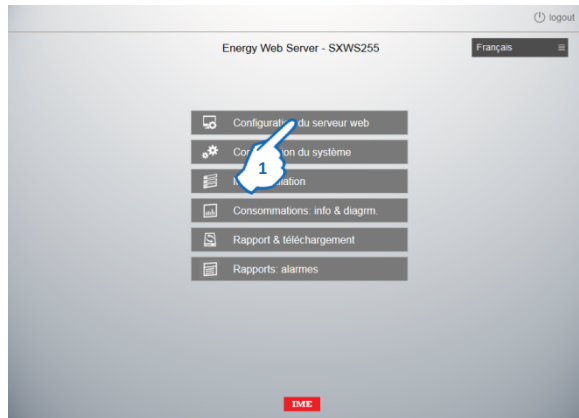 logout
Energy Web Server - SXWS255
Français
Configuration du serveur web
du système
1
Consommations: info & diagrm.
Rapport & téléchargement
Rapports: alarmes
IME